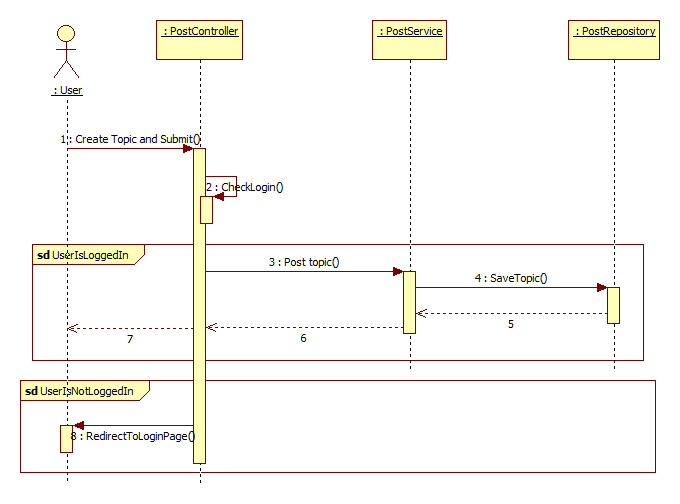 : PostController
: PostService
: PostRepository
: User
1 : Create Topic and Submit()
2 : CheckLogin()
sd UserIsLoggedIn
3 : Post topic()
4 : SaveTopic()
5
6
7
sd UserIsNotLoggedIn
8 : RedirectToLoginPage()